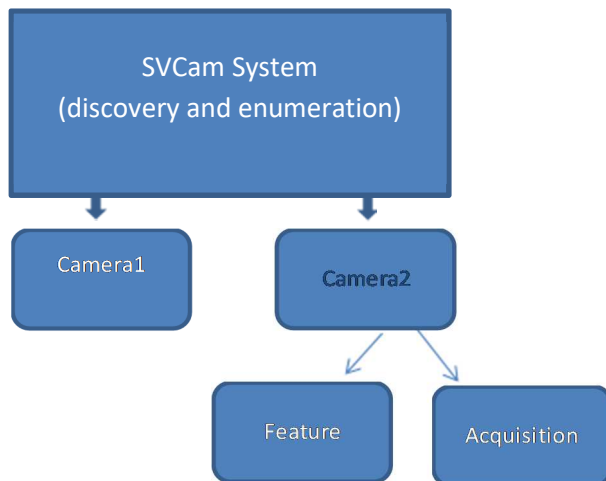 SVCam System
(discovery and enumeration)
Camera1
Camera2
Feature
Acquisition